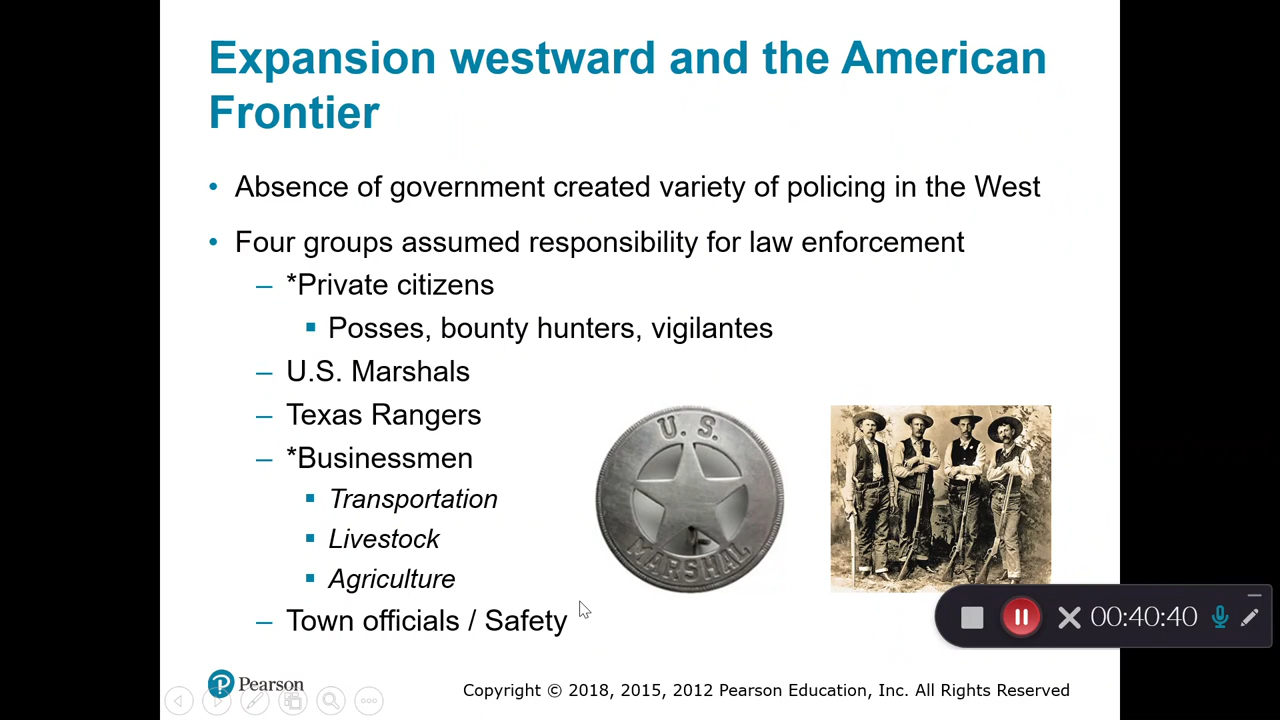 Expansion westward and the American
Frontier
• Absence of government created variety of policing in the West
• Four groups assumed responsibility for law enforcement
– *Private citizens
▪ Posses, bounty hunters, vigilantes
– U.S. Marshals
– Texas Rangers
– *Businessmen
▪ Transportation
▪ Livestock
▪ Agriculture
– Town officials / Safety
U. S.
MARSHAL
00:40:40
Pearson
Copyright © 2018, 2015, 2012 Pearson Education, Inc. All Rights Reserved